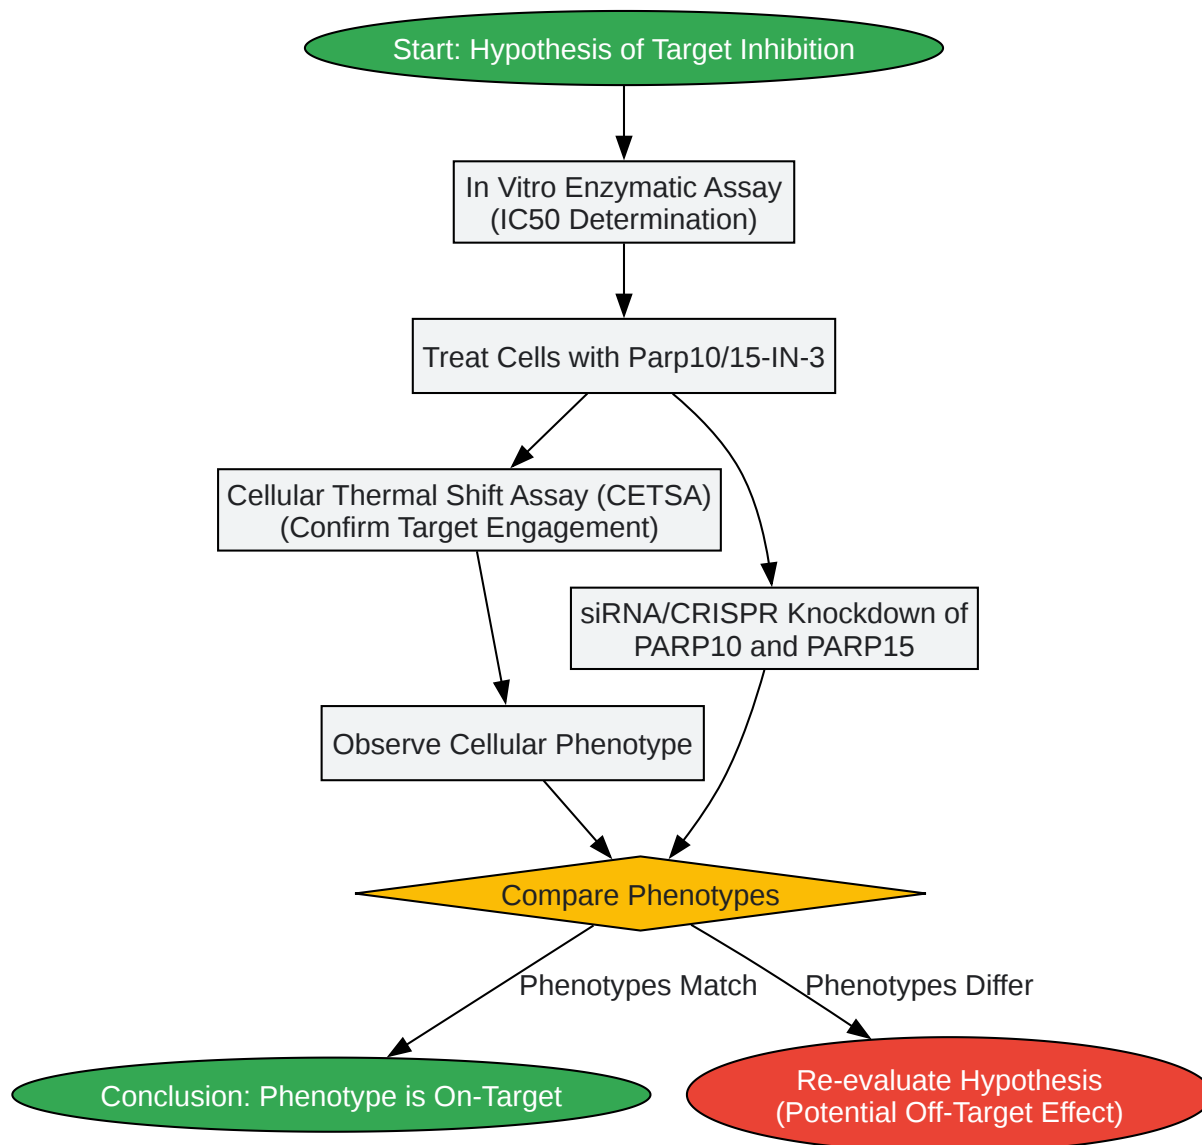 Start: Hypothesis of Target Inhibition
In Vitro Enzymatic Assay
(IC50 Determination)
Treat Cells with Parp10/15-IN-3
Cellular Thermal Shift Assay (CETSA)
(Confirm Target Engagement)
siRNA/CRISPR Knockdown of
PARP10 and PARP15
Observe Cellular Phenotype
Compare Phenotypes
Phenotypes Match
Phenotypes Differ
Conclusion: Phenotype is On-Target
Re-evaluate Hypothesis
(Potential Off-Target Effect)